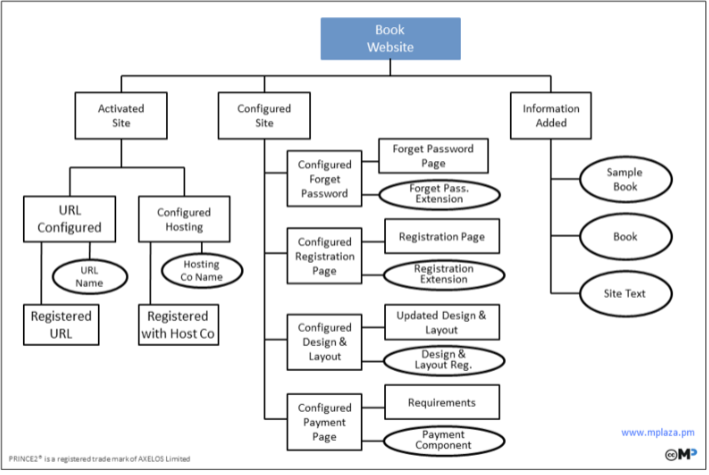 Book
Website
Activated
Site
Configured
Site
Information
Added
URL
Configured
Configured
Hosting
URL
Name
Hosting
Co Name
Registered
URL
Registered
with Host Co
Configured
Forget
Password
Forget Password
Page
Forget Pass.
Extension
Configured
Registration
Page
Registration Page
Registration
Extension
Configured
Design &
Layout
Updated Design &
Layout
Design &
Layout Reg.
Configured
Payment
Page
Requirements
Payment
Component
Sample
Book
Book
Site Text
www.mplaza.pm
PRINCE2® is a registered trademark of AXELOS Limited
cc MP